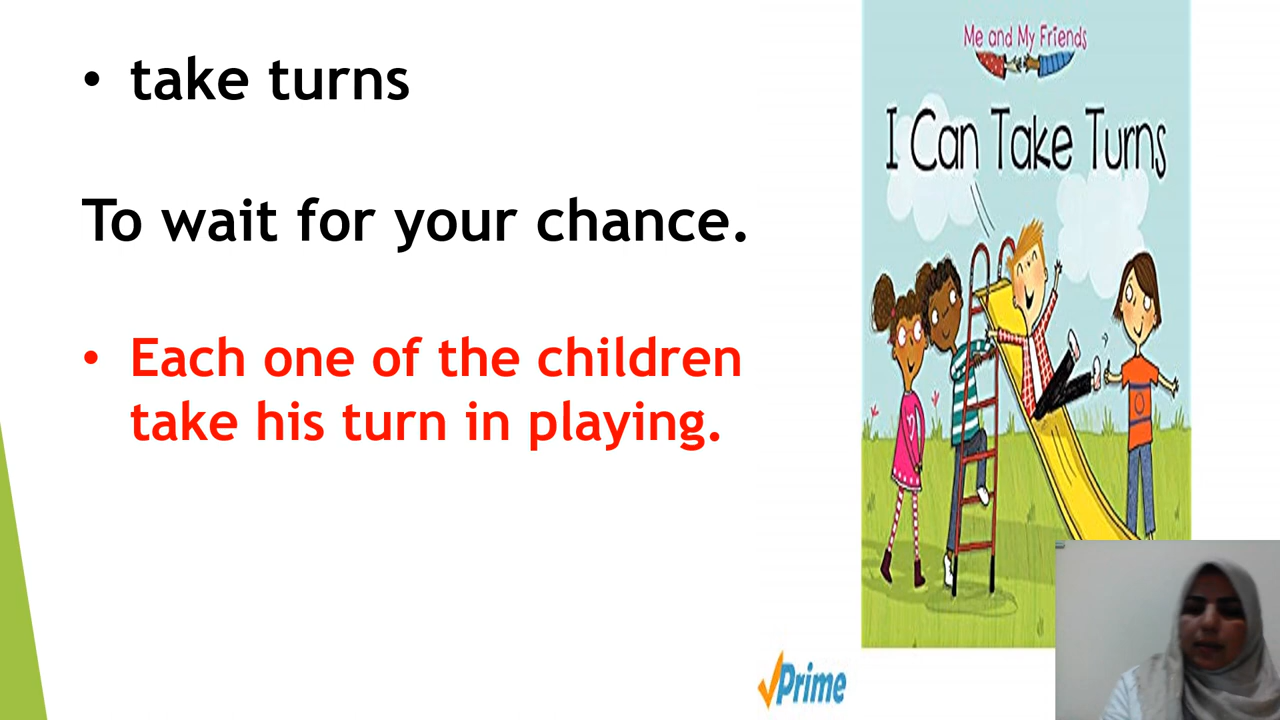 • take turns
To wait for your chance.
• Each one of the children
take his turn in playing.
Me and My Friends
I Can Take Turns
Prime